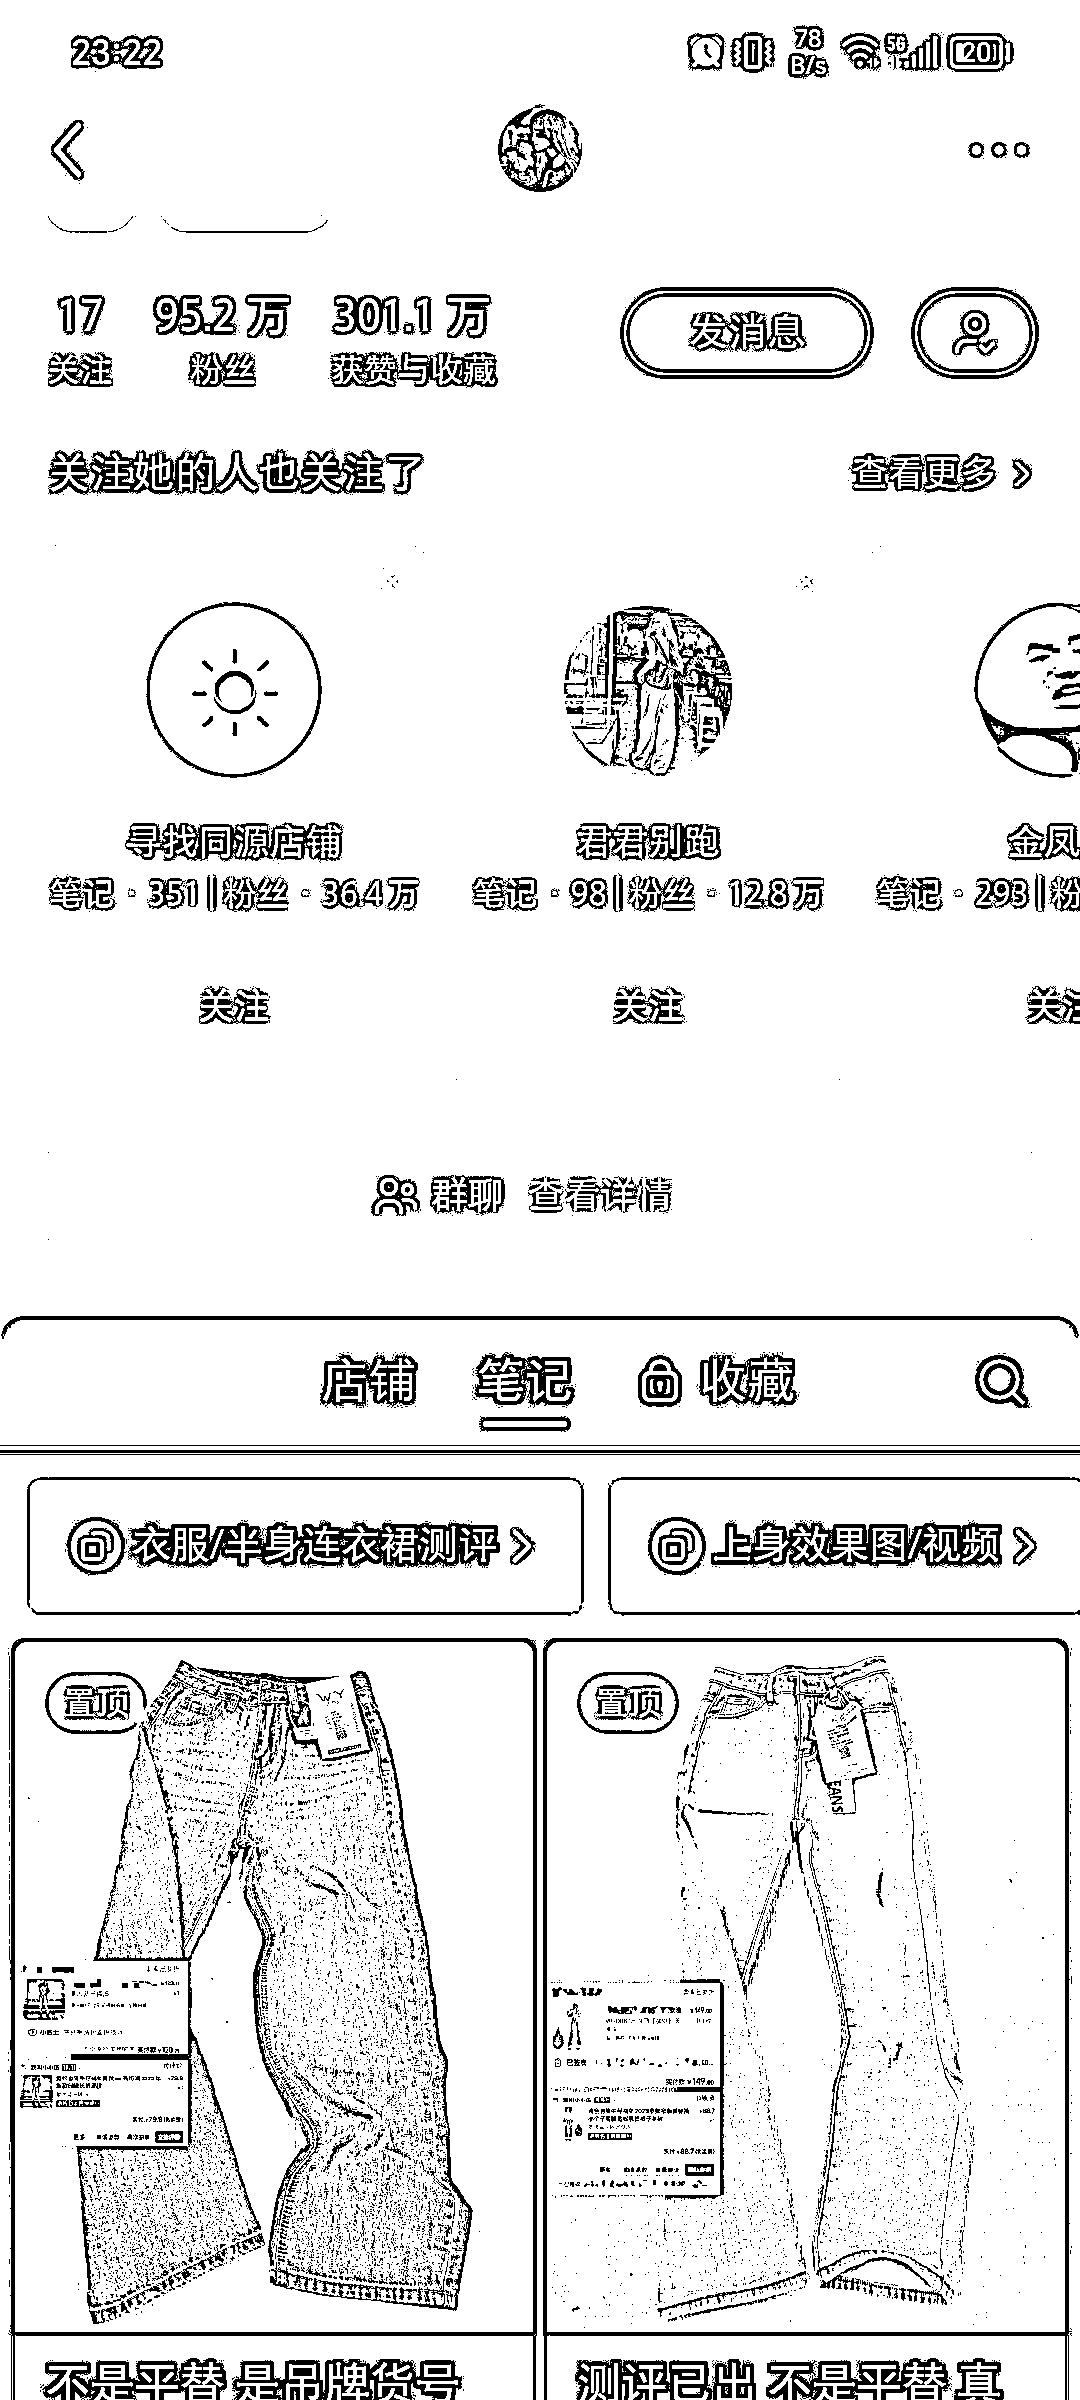 23:22
78 B/s
5G
20
17 95.2万 301.1万
关注 粉丝 获赞与收藏
发消息
关注她的人也关注了
查看更多
寻找同源店铺
笔记·351 | 粉丝·36.4万
关注
君君别跑
笔记·98 | 粉丝·12.8万
关注
金凤
笔记·293 | 粉
关注
群聊 查看详情
店铺 笔记 收藏
衣服/半身连衣裙测评
上身效果图/视频
置顶
置顶
不是平替 是吊牌货号
测评已出 不是平替 真